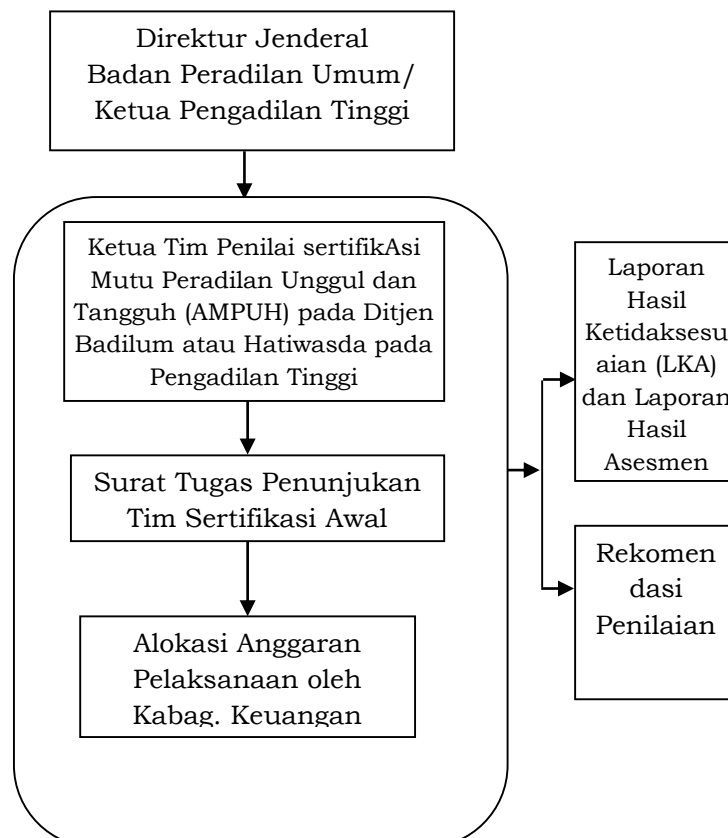 Direktur Jenderal
Badan Peradilan Umum/
Ketua Pengadilan Tinggi
Ketua Tim Penilai sertifikAsi
Mutu Peradilan Unggul dan
Tangguh (AMPUH) pada Ditjen
Badilum atau Hatiwasda pada
Pengadilan Tinggi
Surat Tugas Penunjukan
Tim Sertifikasi Awal
Alokasi Anggaran
Pelaksanaan oleh
Kabag. Keuangan
Laporan
Hasil
Ketidaksesu
aian (LKA)
dan Laporan
Hasil
Asesmen
Rekomen
dasi
Penilaian